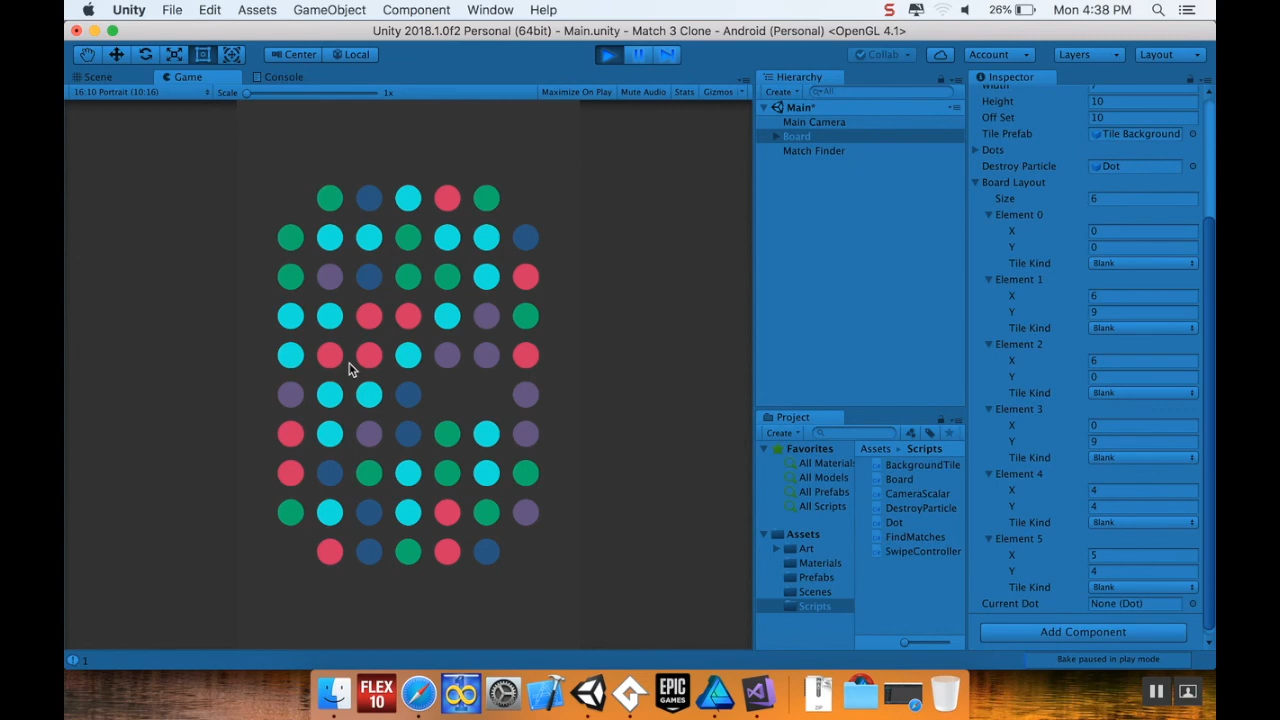 Unity File Edit Assets GameObject Component Window Help S 26% Mon 4:38 PM
Unity 2018.1.0f2 Personal (64bit) - Main.unity - Match 3 Clone - Android (Personal) <OpenGL 4.1>
Center Local Collab Account Layers Layout
Scene Game Console
16:10 Portrait (10:16) Scale 1x Maximize On Play Mute Audio Stats Gizmos
Hierarchy
Create All
Main*
Main Camera
Board
Match Finder
Project
Create
Favorites
All Materials
All Models
All Prefabs
All Scripts
Assets
Art
Materials
Prefabs
Scenes
Scripts
Assets Scripts
BackgroundTile
Board
CameraScalar
DestroyParticle
Dot
FindMatches
SwipeController
Inspector
Width 7
Height 10
Off Set 10
Tile Prefab Tile Background
Dots
Destroy Particle Dot
Board Layout
Size 6
Element 0
X 0
Y 0
Tile Kind Blank
Element 1
X 6
Y 9
Tile Kind Blank
Element 2
X 6
Y 0
Tile Kind Blank
Element 3
X 0
Y 9
Tile Kind Blank
Element 4
X 4
Y 4
Tile Kind Blank
Element 5
X 5
Y 4
Tile Kind Blank
Current Dot None (Dot)
Add Component
1 Bake paused in play mode
FLEX
10
EPIC
GAMES
ZIP